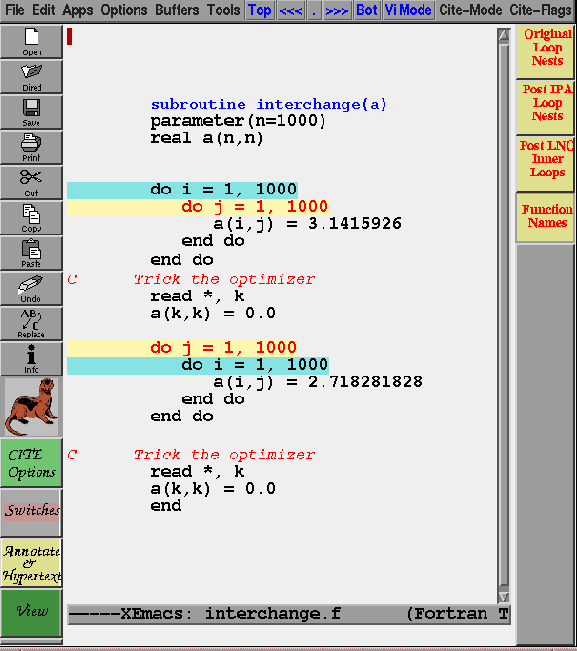 File Edit Apps Options Buffers Tools Top <<< . >>> Bot Vi Mode Cite-Mode Cite-Flags
Open
Dired
Save
Print
Cut
Copy
Paste
Undo
Replace
Info
CITE
Options
Switches
Annotate
&
Hypertext
View
subroutine interchange(a)
parameter(n=1000)
real a(n,n)
do i = 1, 1000
do j = 1, 1000
a(i,j) = 3.1415926
end do
end do
C Trick the optimizer
read *, k
a(k,k) = 0.0
do j = 1, 1000
do i = 1, 1000
a(i,j) = 2.718281828
end do
end do
C Trick the optimizer
read *, k
a(k,k) = 0.0
end
-----XEmacs: interchange.f (Fortran T
Original
Loop
Nests
Post IPA
Loop
Nests
Post LNO
Inner
Loops
Function
Names